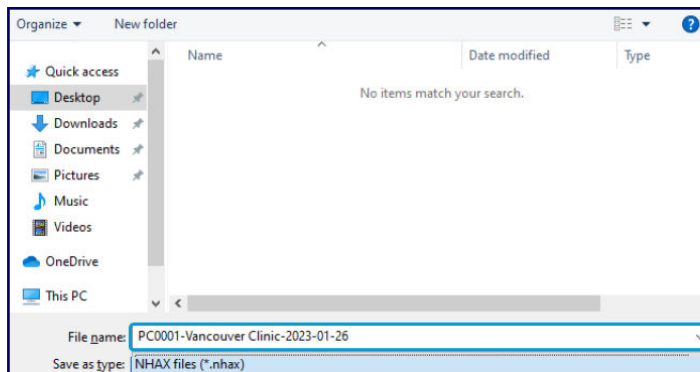 Organize New folder ?
Name Date modified Type
Quick access
No items match your search.
Desktop
Downloads
Documents
Pictures
Music
Videos
OneDrive
This PC
File name: PC0001-Vancouver Clinic-2023-01-26
Save as type: NHAX files (*.nhax)